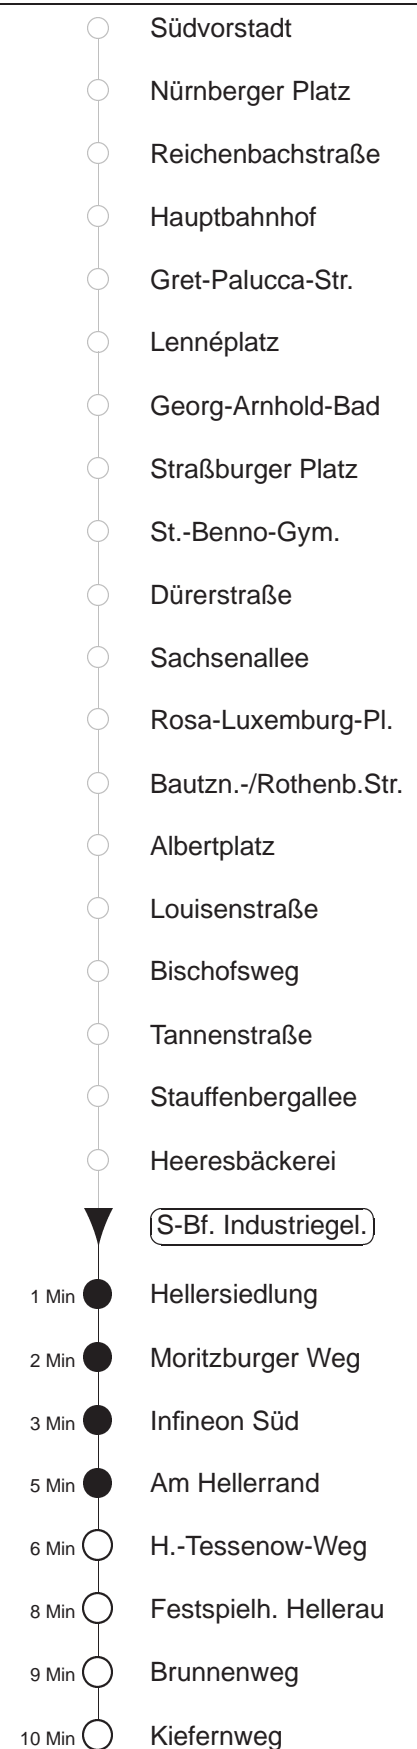 Südvorstadt
Nürnberger Platz
Reichenbachstraße
Hauptbahnhof
Gret-Palucca-Str.
Lennéplatz
Georg-Arnhold-Bad
Straßburger Platz
St.-Benno-Gym.
Dürerstraße
Sachsenallee
Rosa-Luxemburg-Pl.
Bautzn.-/Rothenb.Str.
Albertplatz
Louisenstraße
Bischofsweg
Tannenstraße
Stauffenbergallee
Heeresbäckerei
S-Bf. Industriegel.
1 Min Hellersiedlung
2 Min Moritzburger Weg
3 Min Infineon Süd
5 Min Am Hellerrand
6 Min H.-Tessenow-Weg
8 Min Festspielh. Hellerau
9 Min Brunnenweg
10 Min Kiefernweg